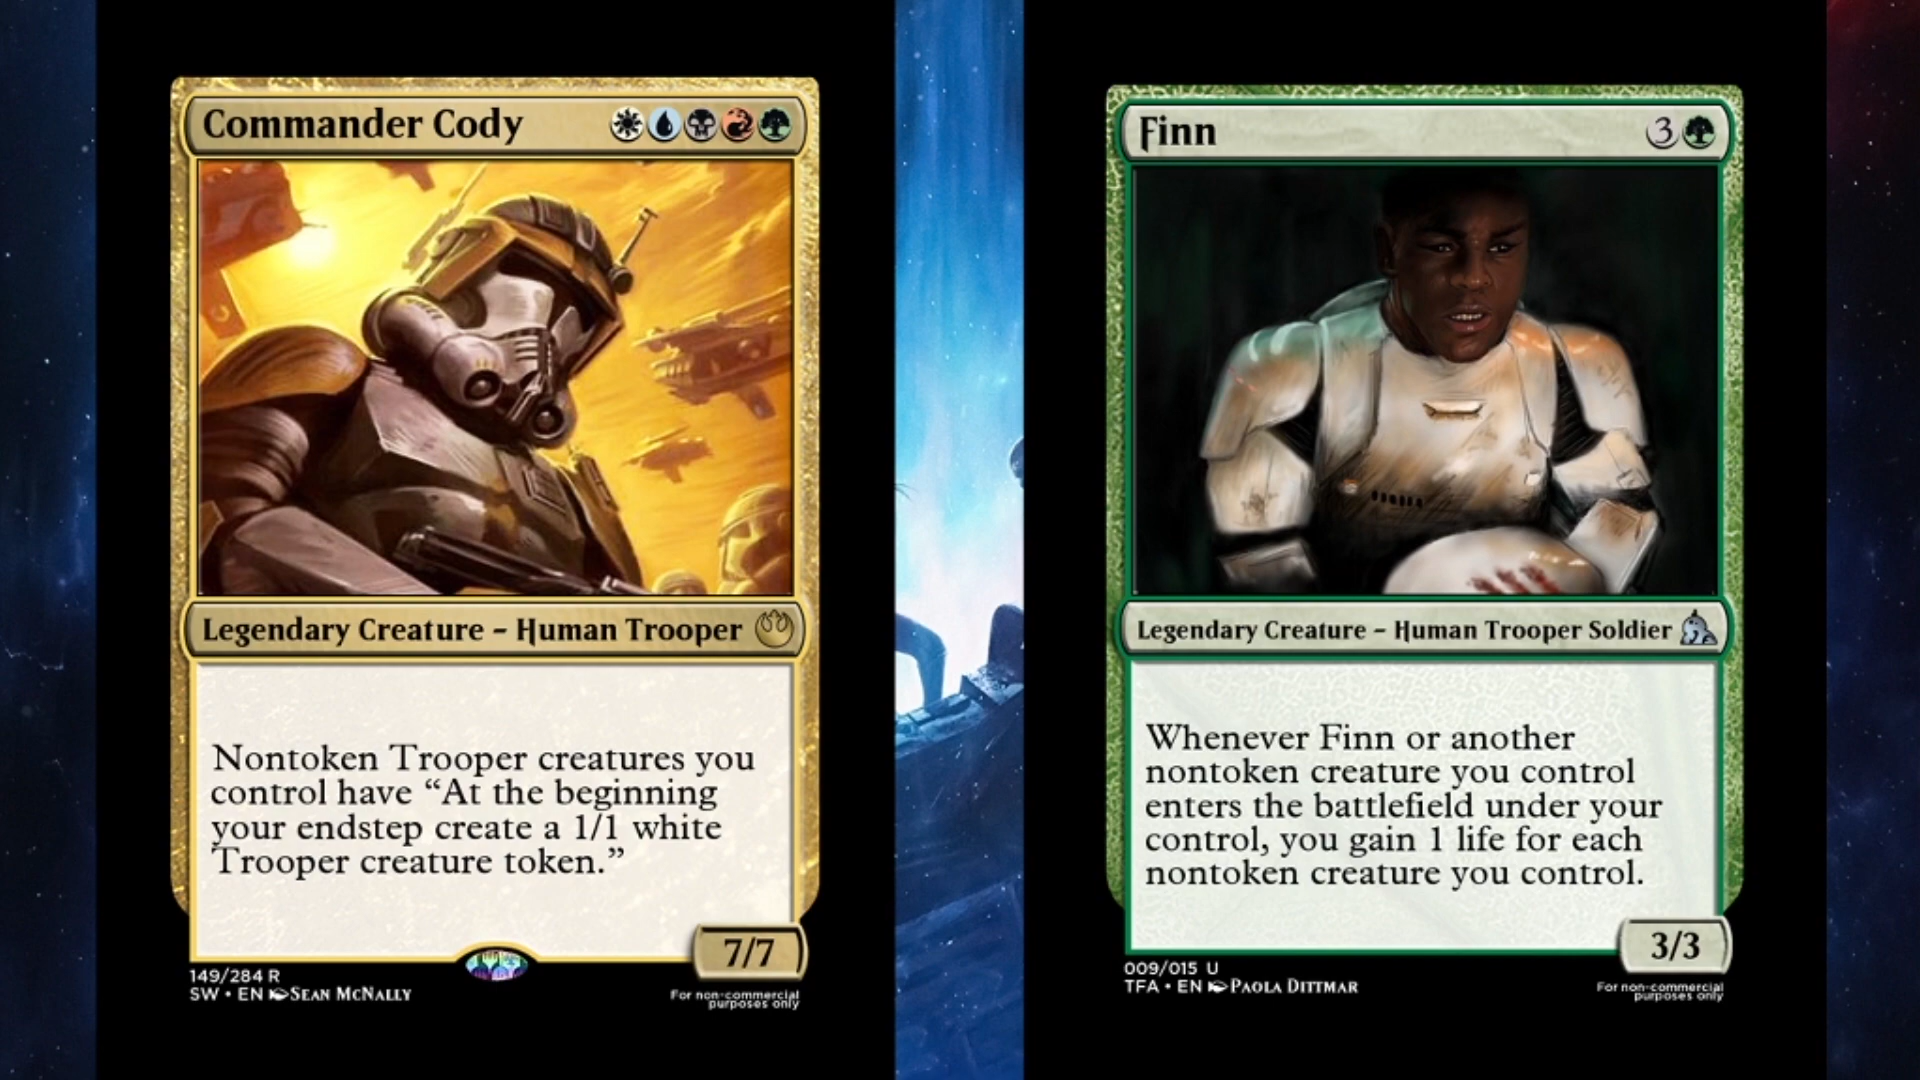 Commander Cody
Legendary Creature – Human Trooper
Nontoken Trooper creatures you
control have “At the beginning
your endstep create a 1/1 white
Trooper creature token.”
7/7
149/284 R
SW • EN Sean McNally
For non-commercial
purposes only
Finn
3
Legendary Creature – Human Trooper Soldier
Whenever Finn or another
nontoken creature you control
enters the battlefield under your
control, you gain 1 life for each
nontoken creature you control.
3/3
009/015 U
TFA • EN Paola Dittmar
For non-commercial
purposes only